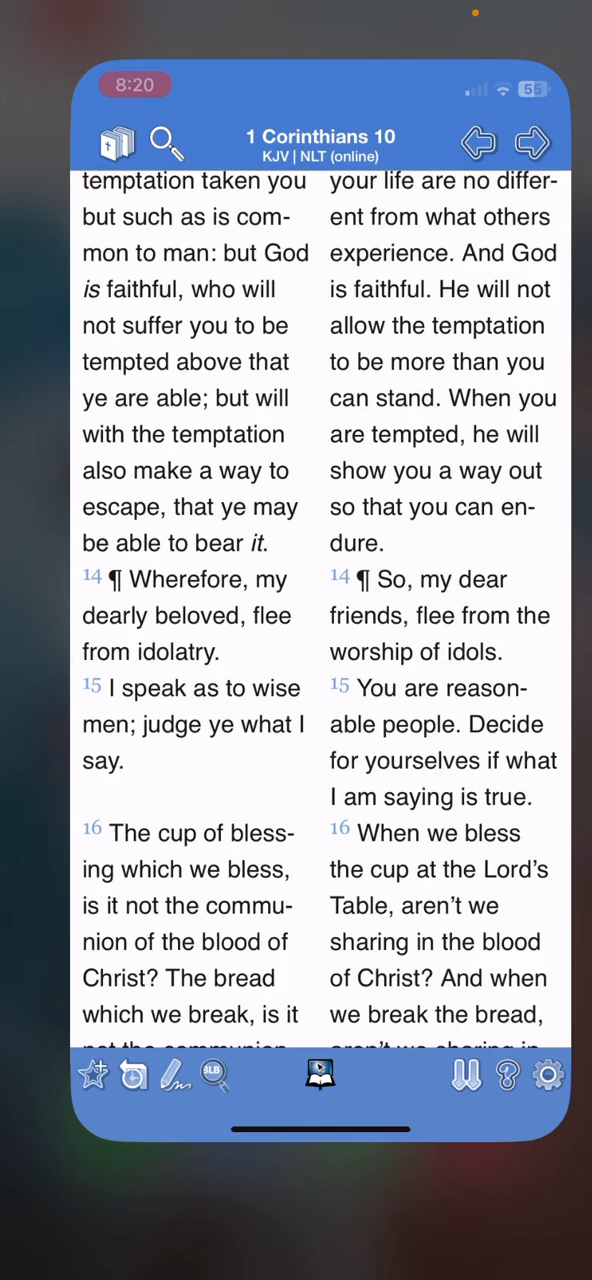 8:20
55
1 Corinthians 10
KJV | NLT (online)
temptation taken you
but such as is com-
mon to man: but God
is faithful, who will
not suffer you to be
tempted above that
ye are able; but will
with the temptation
also make a way to
escape, that ye may
be able to bear it.
14 ¶ Wherefore, my
dearly beloved, flee
from idolatry.
15 I speak as to wise
men; judge ye what I
say.
16 The cup of bless-
ing which we bless,
is it not the commu-
nion of the blood of
Christ? The bread
which we break, is it
not the communion
your life are no differ-
ent from what others
experience. And God
is faithful. He will not
allow the temptation
to be more than you
can stand. When you
are tempted, he will
show you a way out
so that you can en-
dure.
14 ¶ So, my dear
friends, flee from the
worship of idols.
15 You are reason-
able people. Decide
for yourselves if what
I am saying is true.
16 When we bless
the cup at the Lord’s
Table, aren’t we
sharing in the blood
of Christ? And when
we break the bread,
aren’t we sharing in
BLB